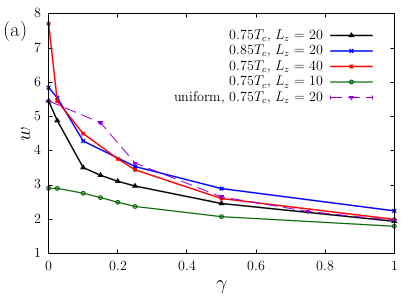 (a)
8
7
6
5
4
3
2
1
w
0
0.2
0.4
0.6
0.8
1
γ
0.75T_c, L_z = 20
0.85T_c, L_z = 20
0.75T_c, L_z = 40
0.75T_c, L_z = 10
uniform, 0.75T_c, L_z = 20